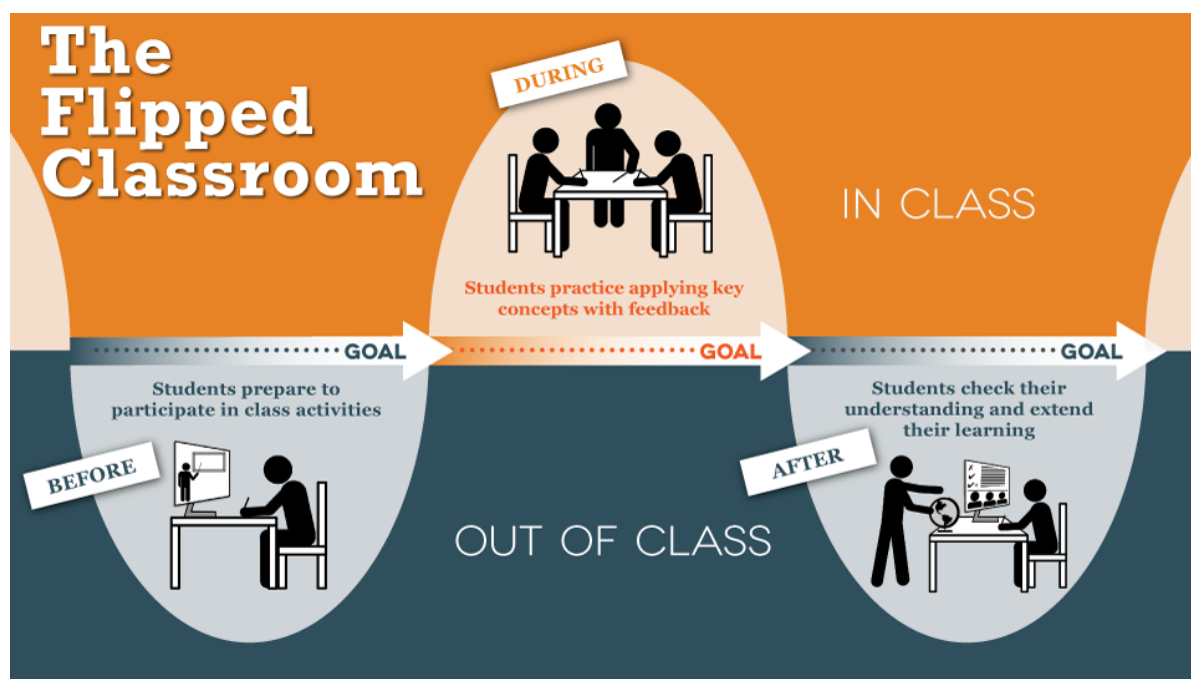 The
Flipped
Classroom
DURING
IN CLASS
Students practice applying key
concepts with feedback
GOAL
GOAL
GOAL
Students prepare to
participate in class activities
BEFORE
OUT OF CLASS
Students check their
understanding and extend
their learning
AFTER